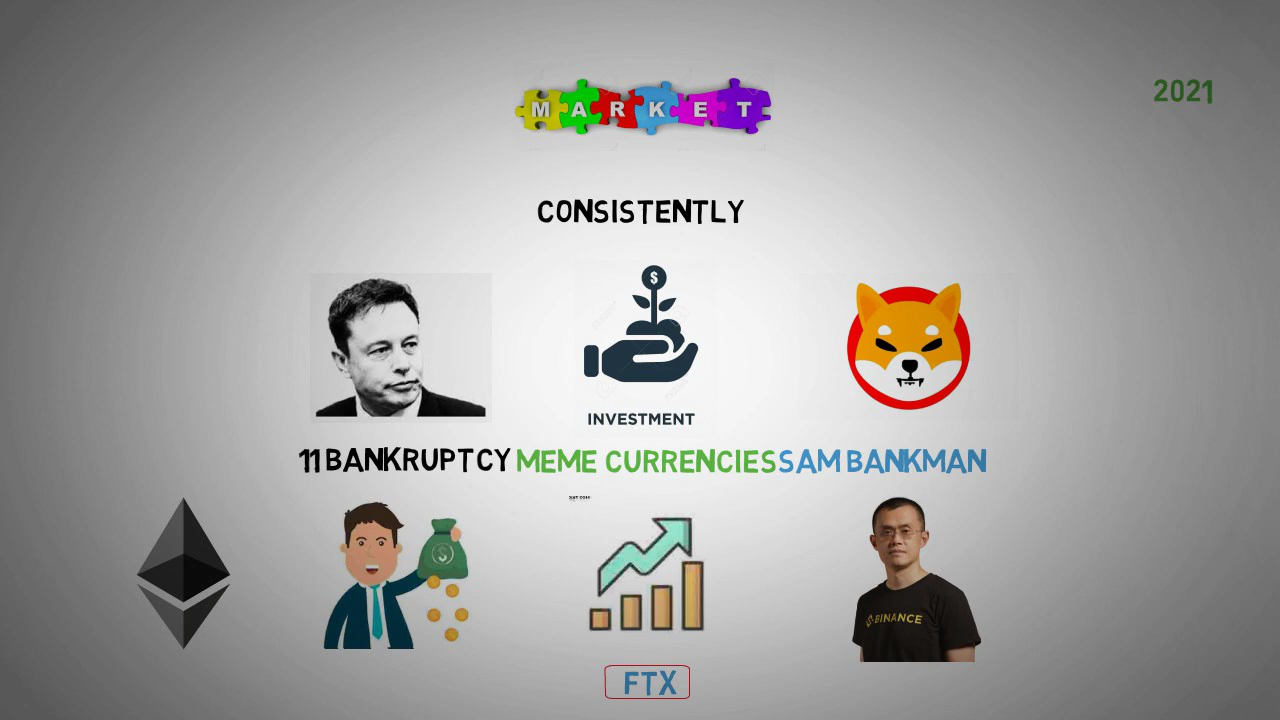 MARKET
2021
CONSISTENTLY
$
INVESTMENT
11 BANKRUPTCY MEME CURRENCIES SAM BANKMAN
$
BINANCE
FTX